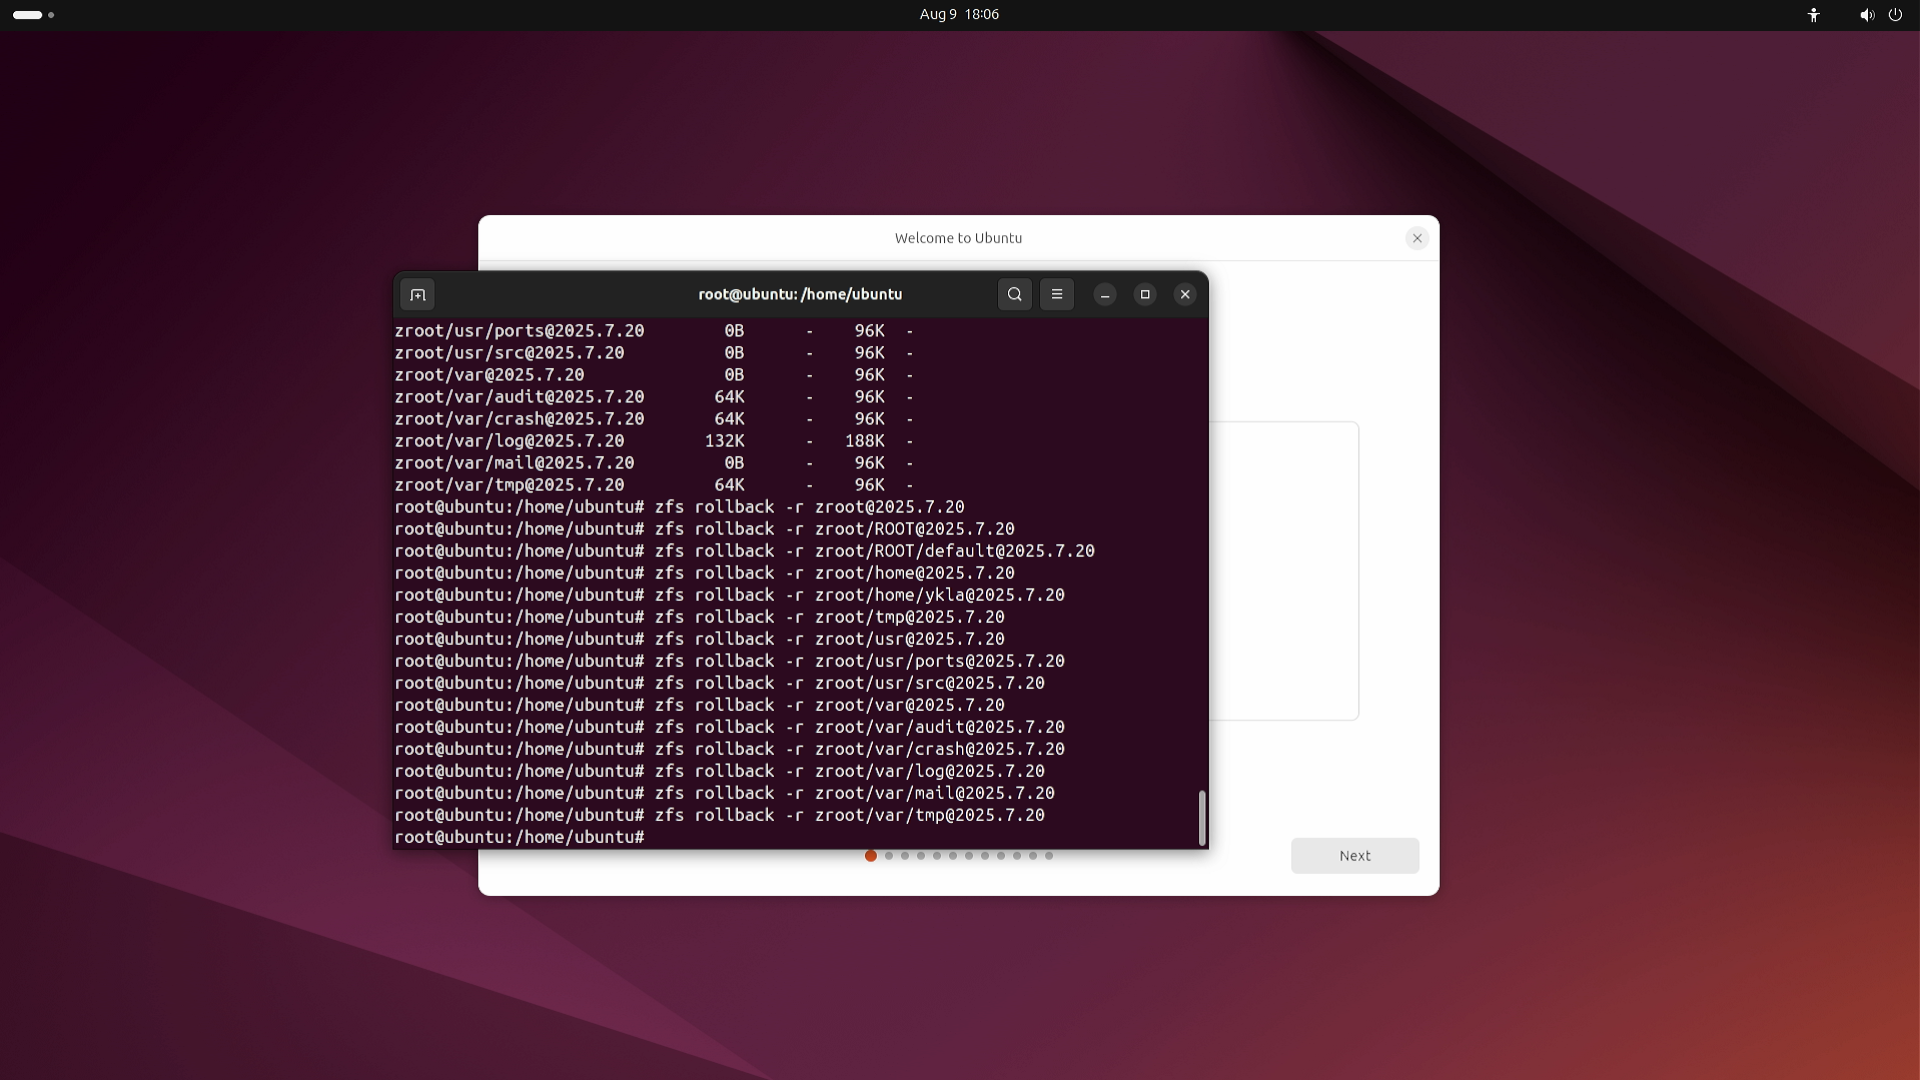 Aug 9 18:06
Welcome to Ubuntu
root@ubuntu: /home/ubuntu
zroot/usr/ports@2025.7.20 0B - 96K -
zroot/usr/src@2025.7.20 0B - 96K -
zroot/var@2025.7.20 0B - 96K -
zroot/var/audit@2025.7.20 64K - 96K -
zroot/var/crash@2025.7.20 64K - 96K -
zroot/var/log@2025.7.20 132K - 188K -
zroot/var/mail@2025.7.20 0B - 96K -
zroot/var/tmp@2025.7.20 64K - 96K -
root@ubuntu:/home/ubuntu# zfs rollback -r zroot@2025.7.20
root@ubuntu:/home/ubuntu# zfs rollback -r zroot/ROOT@2025.7.20
root@ubuntu:/home/ubuntu# zfs rollback -r zroot/ROOT/default@2025.7.20
root@ubuntu:/home/ubuntu# zfs rollback -r zroot/home@2025.7.20
root@ubuntu:/home/ubuntu# zfs rollback -r zroot/home/ykla@2025.7.20
root@ubuntu:/home/ubuntu# zfs rollback -r zroot/tmp@2025.7.20
root@ubuntu:/home/ubuntu# zfs rollback -r zroot/usr@2025.7.20
root@ubuntu:/home/ubuntu# zfs rollback -r zroot/usr/ports@2025.7.20
root@ubuntu:/home/ubuntu# zfs rollback -r zroot/usr/src@2025.7.20
root@ubuntu:/home/ubuntu# zfs rollback -r zroot/var@2025.7.20
root@ubuntu:/home/ubuntu# zfs rollback -r zroot/var/audit@2025.7.20
root@ubuntu:/home/ubuntu# zfs rollback -r zroot/var/crash@2025.7.20
root@ubuntu:/home/ubuntu# zfs rollback -r zroot/var/log@2025.7.20
root@ubuntu:/home/ubuntu# zfs rollback -r zroot/var/mail@2025.7.20
root@ubuntu:/home/ubuntu# zfs rollback -r zroot/var/tmp@2025.7.20
root@ubuntu:/home/ubuntu#
Next